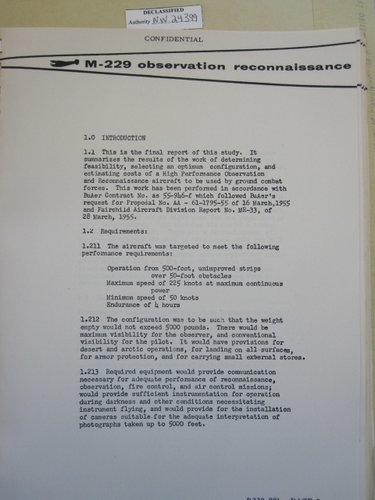 DECLASSIFIED
Authority NW 24399
CONFIDENTIAL
M-229 observation reconnaissance
1.0 INTRODUCTION
1.1 This is the final report of this study. It
summarizes the results of the work of determining
feasibility, selecting an optimum configuration, and
estimating costs of a High Performance Observation
and Reconnaissance aircraft to be used by ground combat
forces. This work has been performed in accordance with
BuAer Contract No. as 55-946-f which followed BuAer's
request for Proposal No. AA - 61-1795-55 of 16 March,1955
and Fairchild Aircraft Division Report No. MR-33, of
28 March, 1955.
1.2 Requirements:
1.211 The aircraft was targeted to meet the following
performance requirements:
Operation from 500-foot, unimproved strips
over 50-foot obstacles
Maximum speed of 225 knots at maximum continuous
power
Minimum speed of 50 knots
Endurance of 4 hours
1.212 The configuration was to be such that the weight
empty would not exceed 5000 pounds. There would be
maximum visibility for the observer, and conventional
visibility for the pilot. It would have provisions for
desert and arctic operations, for landing on all surfaces,
for armor protection, and for carrying small external stores.
1.213 Required equipment would provide communication
necessary for adequate performance of reconnaissance,
observation, fire control, and air control missions;
would provide sufficient instrumentation for operation
during darkness and other conditions necessitating
instrument flying, and would provide for the installation
of cameras suitable for the adequate interpretation of
photographs taken up to 5000 feet.